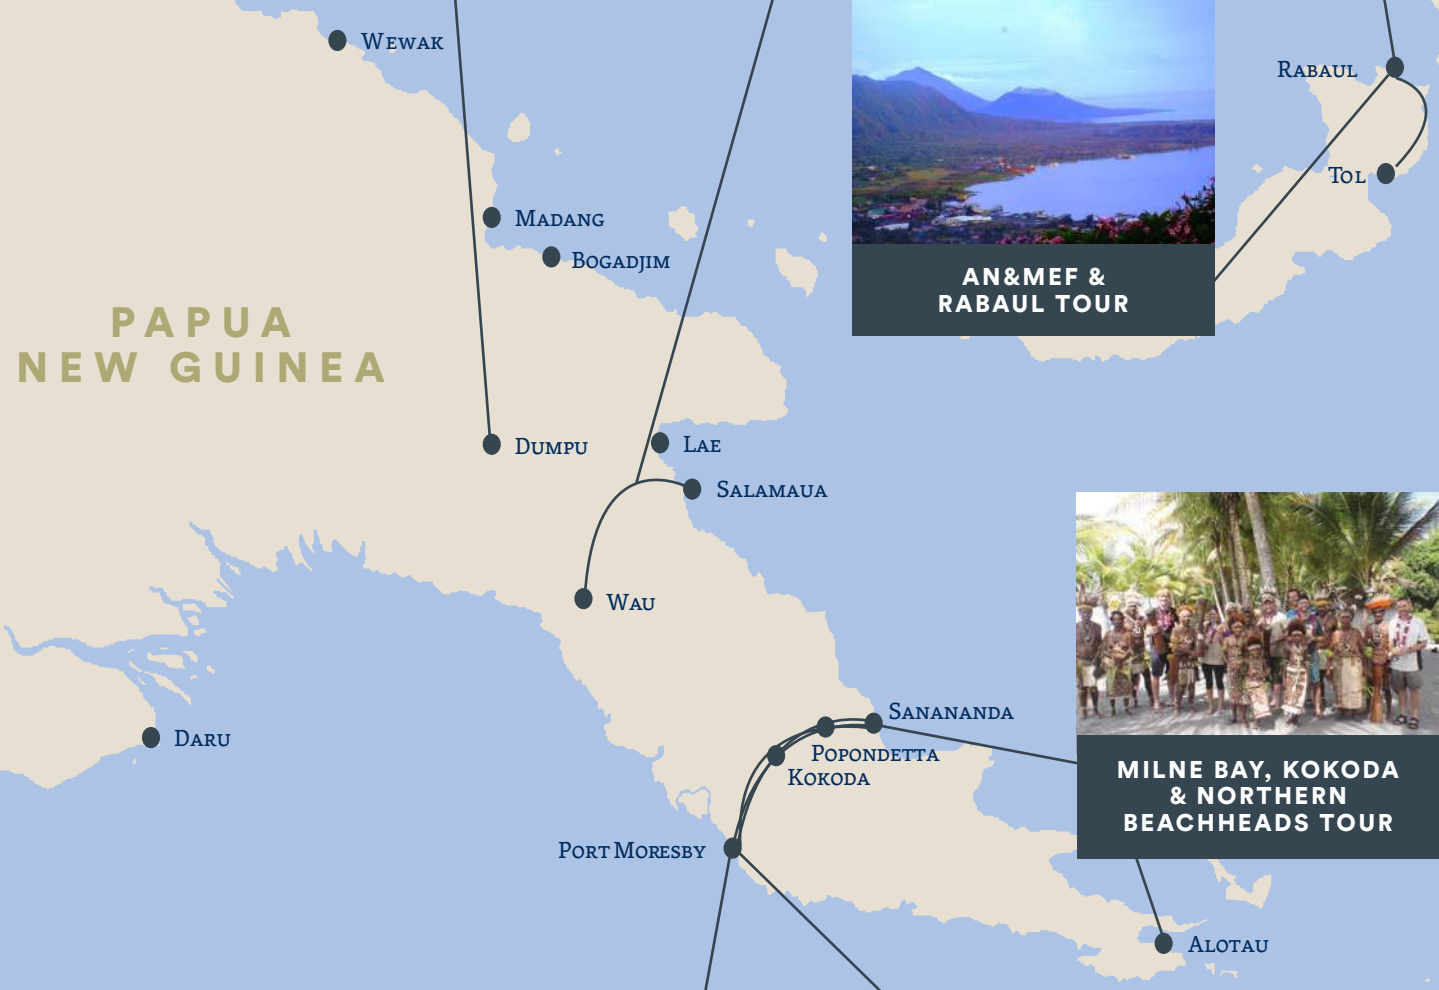 WEWAK
RABAUL
TOL
MADANG
BOGADJIM
AN&MEF &
RABAUL TOUR
PAPUA
NEW GUINEA
DUMPU
LAE
SALAMAUA
WAU
SANANANDA
DARU
POPONDETTA
KOKODA
MILNE BAY, KOKODA
& NORTHERN
BEACHHEADS TOUR
PORT MORESBY
ALOTAU